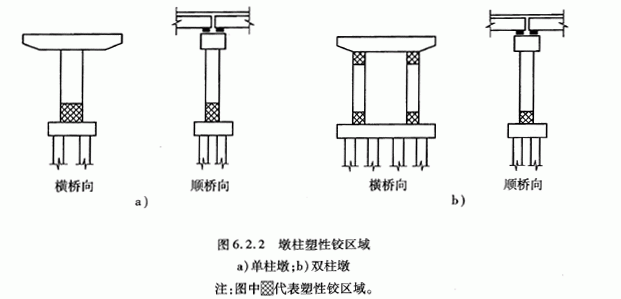 横桥向
顺桥向
a)
横桥向
顺桥向
b)
图 6.2.2 墩柱塑性铰区域
a)单柱墩;b)双柱墩
注:图中代表塑性铰区域。